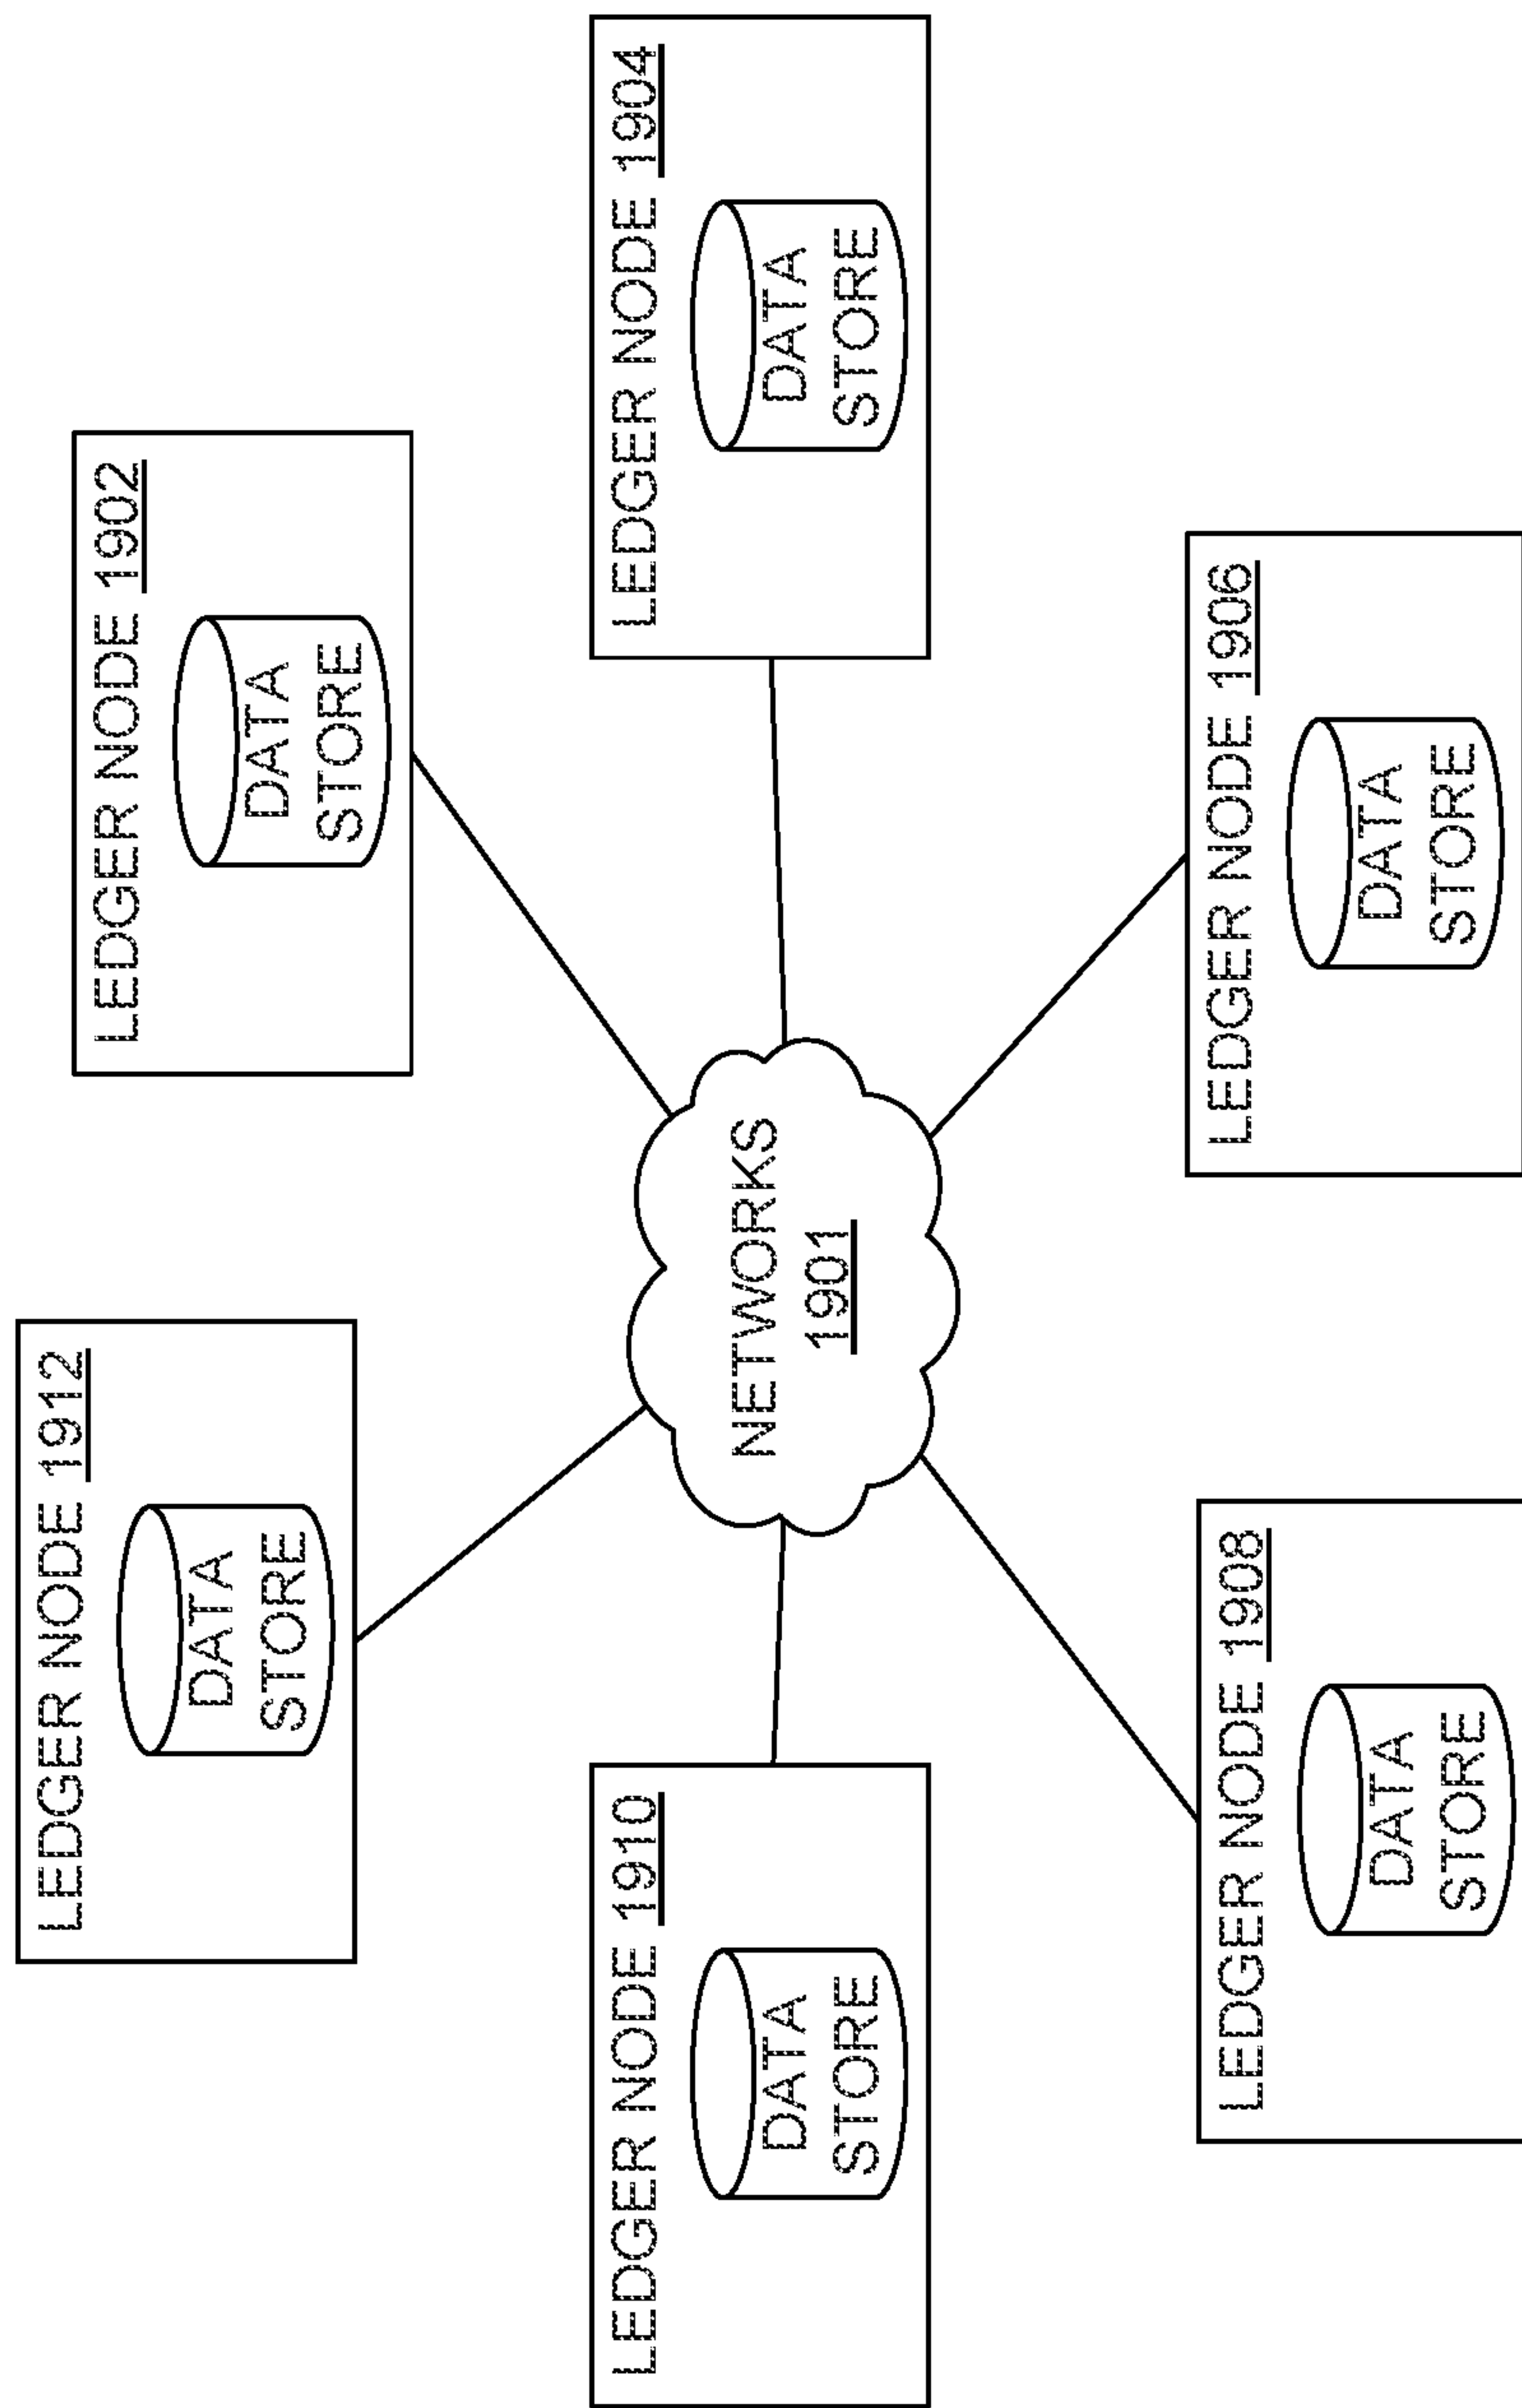 LEDGER NODE 1912
DATA
STORE
LEDGER NODE 1902
DATA
STORE
LEDGER NODE 1910
DATA
STORE
NETWORKS
1901
LEDGER NODE 1904
DATA
STORE
LEDGER NODE 1908
DATA
STORE
LEDGER NODE 1906
DATA
STORE